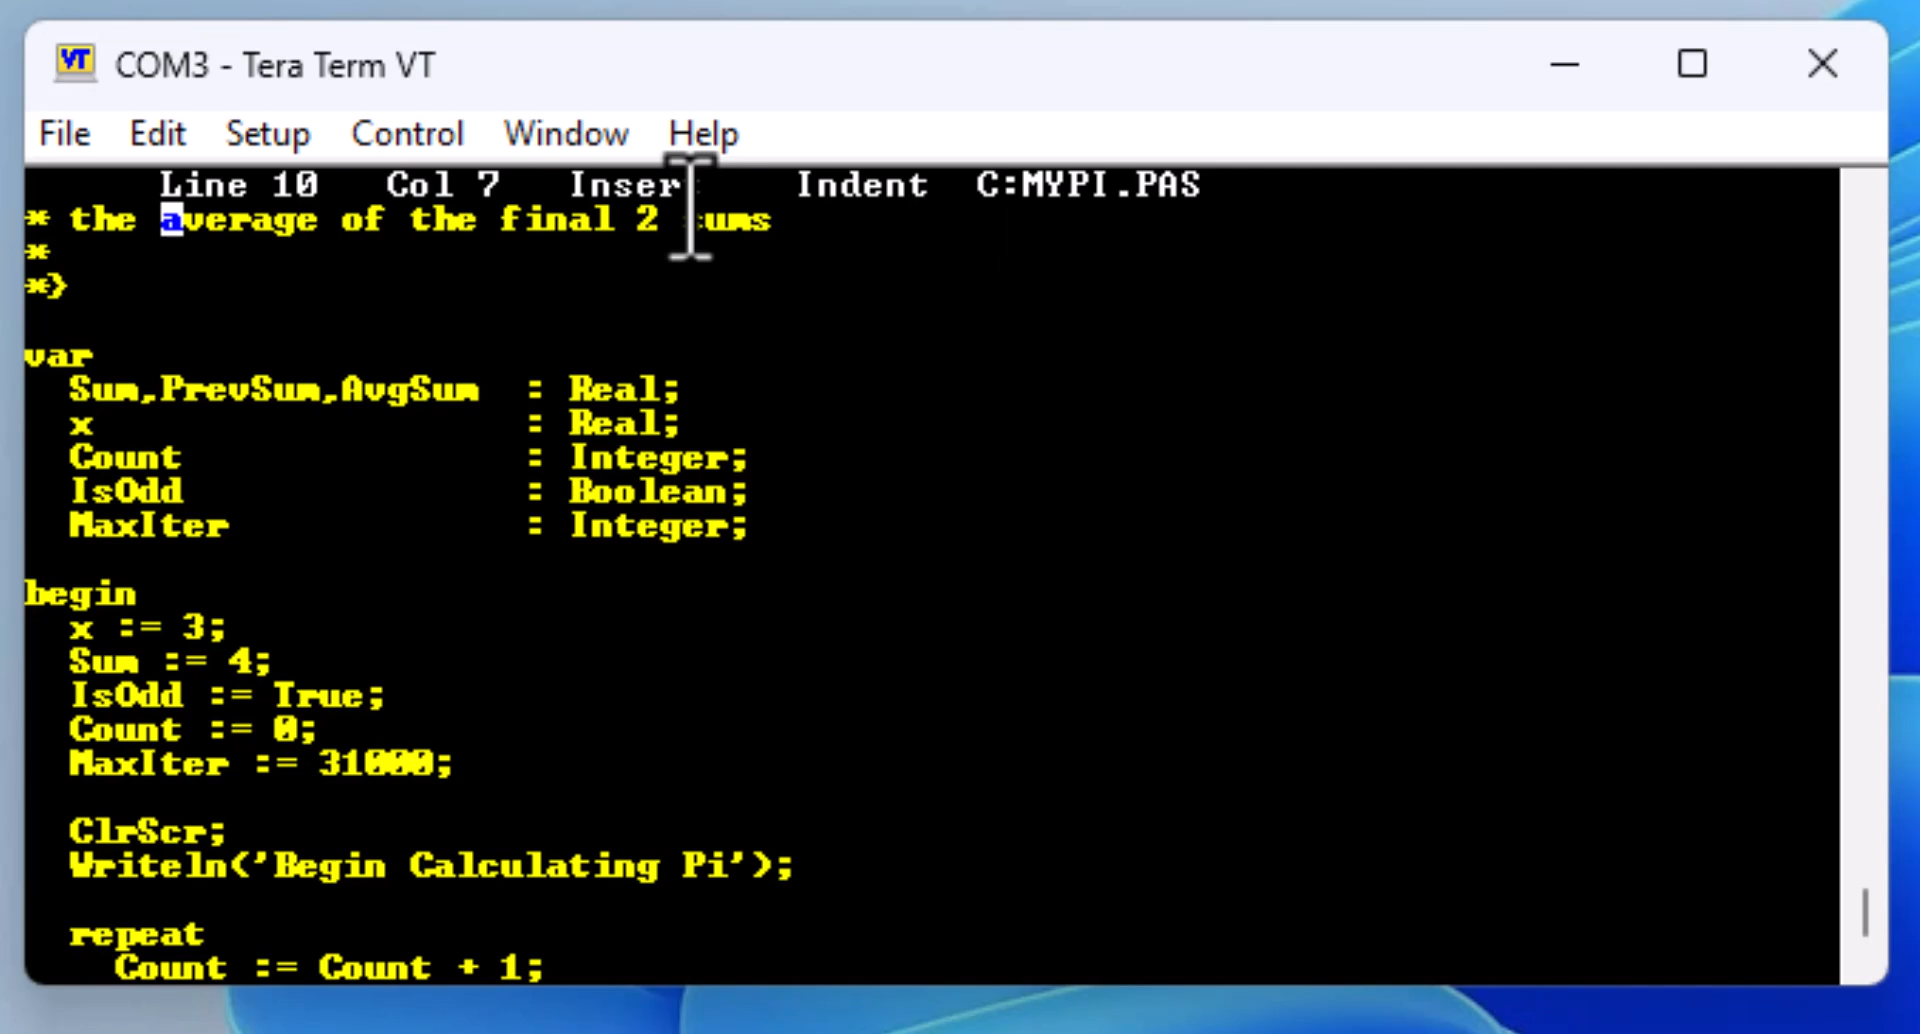 COM3 - Tera Term VT
File Edit Setup Control Window Help
Line 10 Col 7 Inser Indent C:MYPI.PAS
* the average of the final 2 sums
*
*}
var
Sum,PrevSum,AvgSum : Real;
x : Real;
Count : Integer;
IsOdd : Boolean;
MaxIter : Integer;
begin
x := 3;
Sum := 4;
IsOdd := True;
Count := 0;
MaxIter := 31000;
ClrScr;
Writeln('Begin Calculating Pi');
repeat
Count := Count + 1;